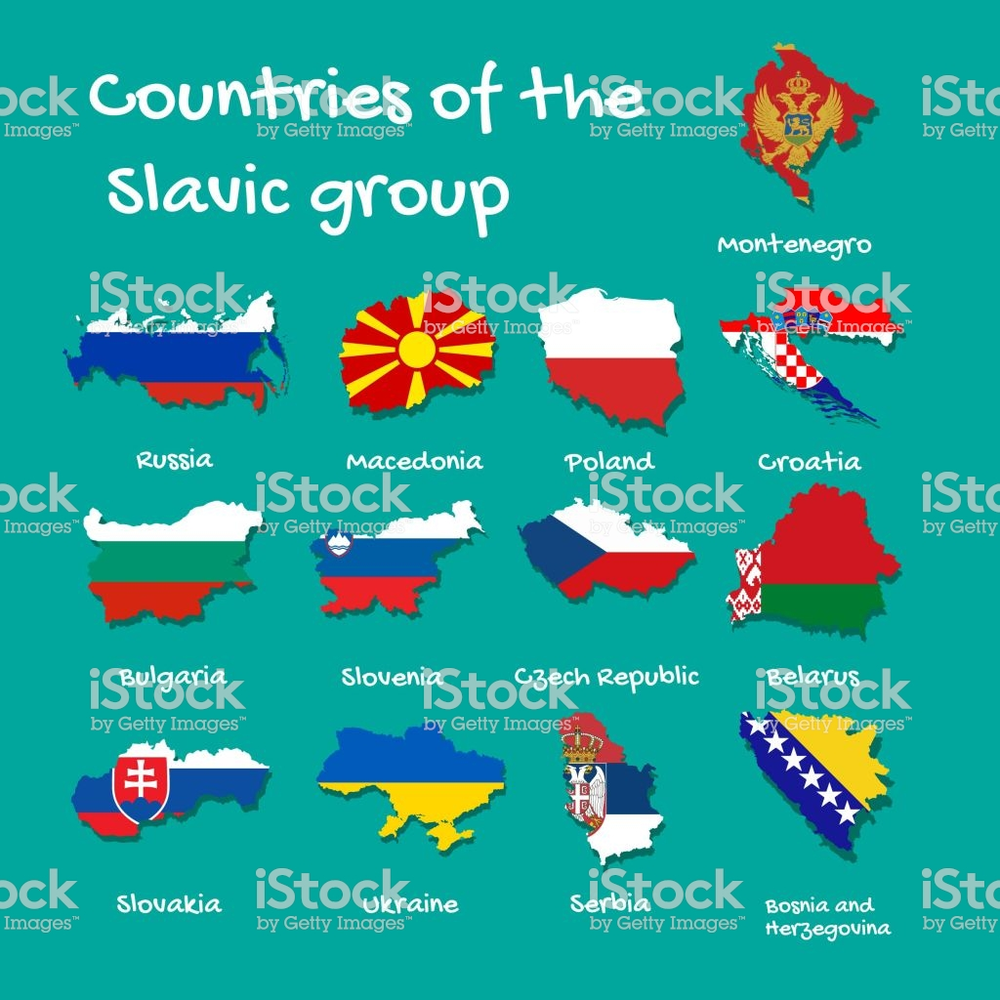 Countries of the
Slavic group
Montenegro
Russia
Macedonia
Poland
Croatia
Bulgaria
Slovenia
Czech Republic
Belarus
Slovakia
Ukraine
Serbia
Bosnia and
Herzegovina
iStock
by Getty Images™